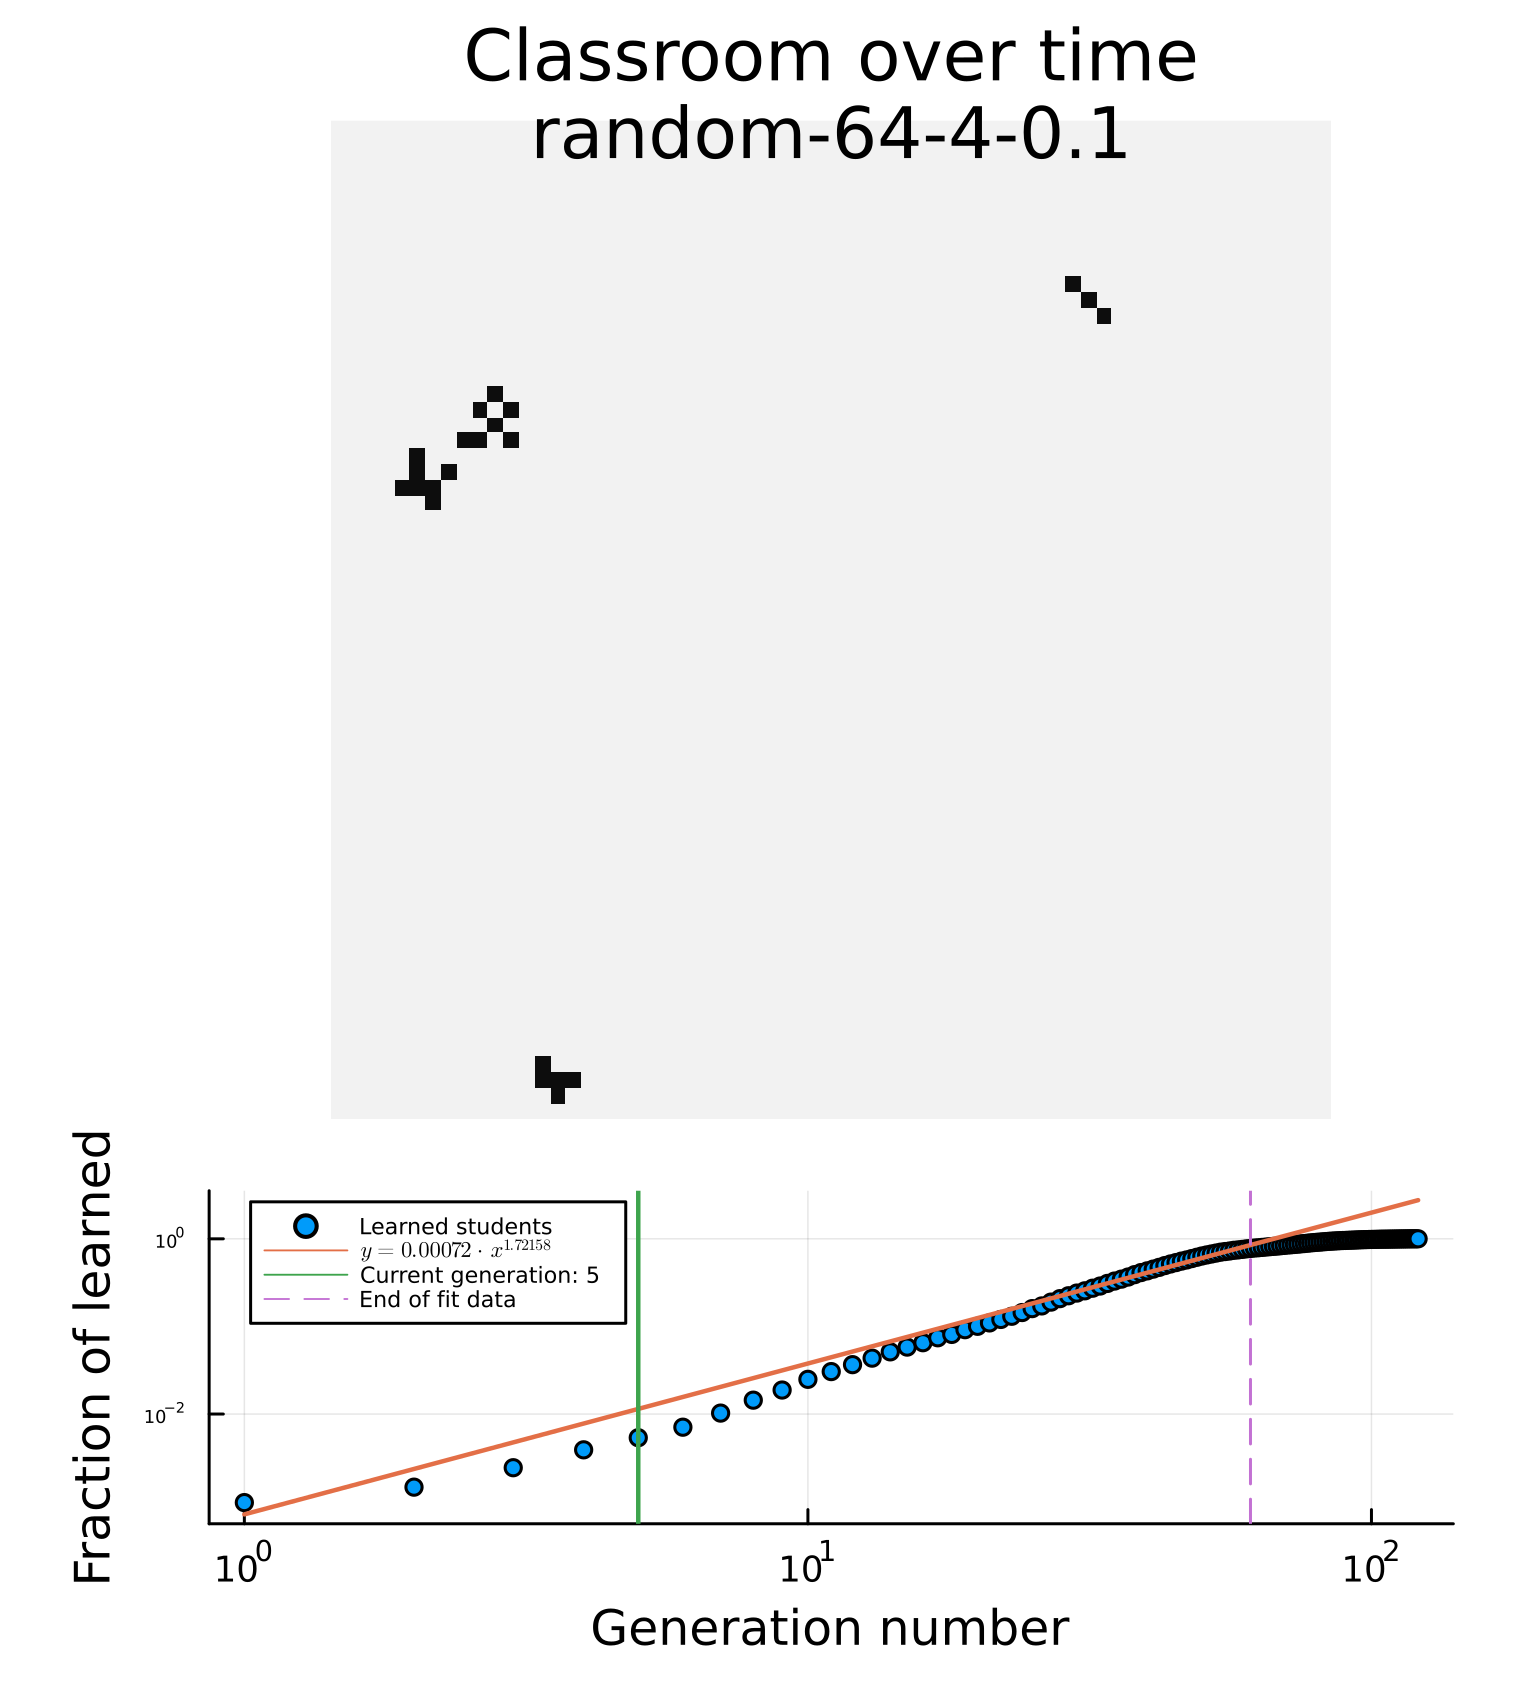 Classroom over time
random-64-4-0.1
Fraction of learned
10^0
10^-2
Learned students
y = 0.00072 · x^1.72158
Current generation: 5
End of fit data
10^0
10^1
10^2
Generation number